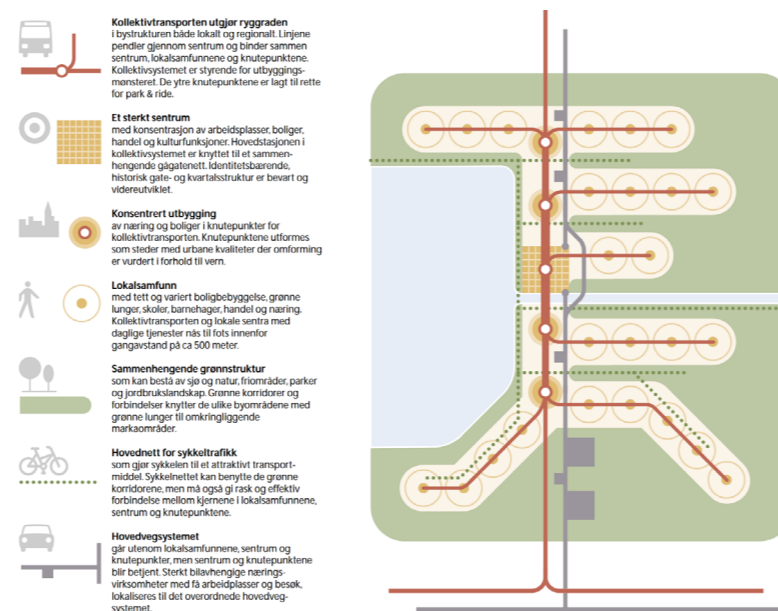 Kollektivtransporten utgjør ryggraden
i bystrukturen både lokalt og regionalt. Linjene
pendler gjennom sentrum og binder sammen
sentrum, lokalsamfunnene og knutepunktene.
Kollektivsystemet er styrende for utbyggings-
mønsteret. De ytre knutepunktene er lagt til rette
for park & ride.
Et sterkt sentrum
med konsentrasjon av arbeidsplasser, boliger,
handel og kulturfunksjoner. Hovedstasjonen i
kollektivsystemet er knyttet til et sammen-
hengende gågatenett. Identitetsbærende,
historisk gate- og kvartalsstruktur er bevart og
videreutviklet.
Konsentrert utbygging
av næring og boliger i knutepunkter for
kollektivtransporten. Knutepunktene utformes
som steder med urbane kvaliteter der omforming
er vurdert i forhold til vern.
Lokalsamfunn
med tett og variert boligbebyggelse, grønne
lunger, skoler, barnehager, handel og næring.
Kollektivtransporten og lokale sentra med
daglige tjenester nås til fots innenfor
gangavstand på ca 500 meter.
Sammenhengende grønnstruktur
som kan bestå av sjø og natur, friområder, parker
og jordbrukslandskap. Grønne korridorer og
forbindelser knytter de ulike byområdene med
grønne lunger til omkringliggende
markaområder.
Hovednett for sykkeltrafikk
som gjør sykkelen til et attraktivt transport-
middel. Sykkelnettet kan benytte de grønne
korridorene, men må også gi rask og effektiv
forbindelse mellom kjernene i lokalsamfunnene,
sentrum og knutepunktene.
Hovedvegsystemet
går utenom lokalsamfunnene, sentrum og
knutepunkter, men sentrum og knutepunktene
blir betjent. Sterkt bilavhengige nærings-
virksomheter med få arbeidplasser og besøk,
lokaliseres til det overordnede hovedveg-
systemet.